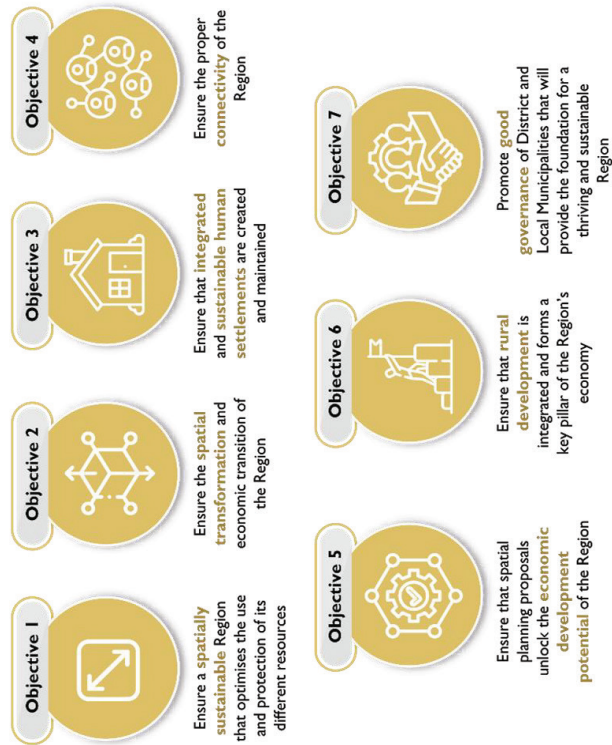 Objective 1
Ensure a spatially
sustainable Region
that optimises the use
and protection of its
different resources
Objective 2
Ensure the spatial
transformation and
economic transition of
the Region
Objective 3
Ensure that integrated
and sustainable human
settlements are created
and maintained
Objective 4
Ensure the proper
connectivity of the
Region
Objective 5
Ensure that spatial
planning proposals
unlock the economic
development
potential of the Region
Objective 6
Ensure that rural
development is
integrated and forms a
key pillar of the Region's
economy
Objective 7
Promote good
governance of District and
Local Municipalities that will
provide the foundation for a
thriving and sustainable
Region